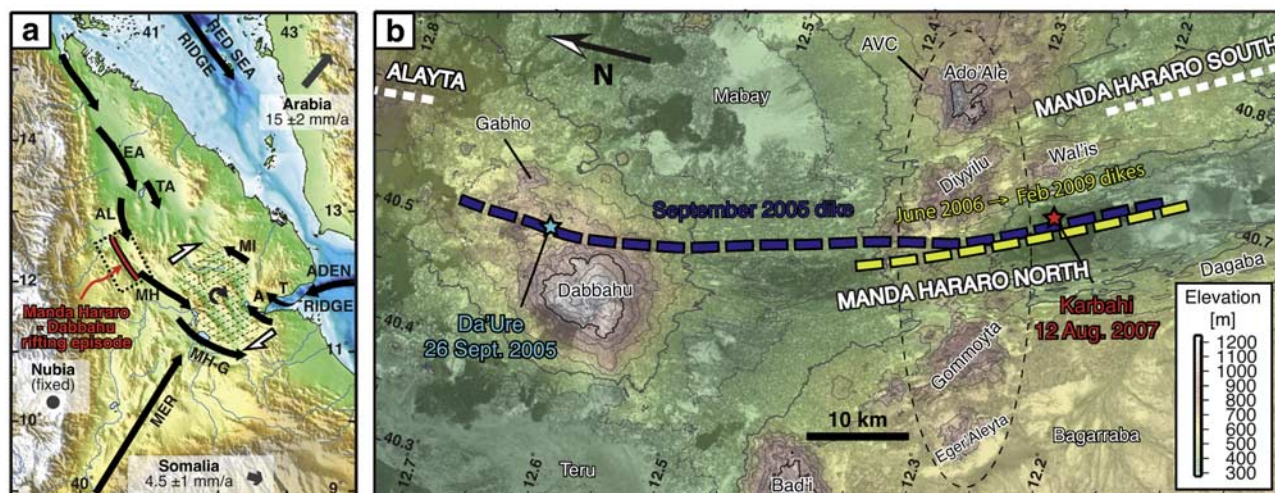 a
41
43
RED SEA
RIDGE
Arabia
15 ±2 mm/a
14
EA
TA
13
AL
MI
12
MH
A
T
ADEN
RIDGE
Manda Hararo
- Dabbahu
rifting episode
11
MH-G
Nubia
(fixed)
10
MER
Somalia
4.5 ±1 mm/a
40
9
b
12.8
N
12.5
12.4
12.3
12.2
AVC
Ado'Ale
ALAYTA
Mabay
MANDA HARARO SOUTH
Gabho
40.8
Diyyilu
Wal'is
40.5
September 2005 dike
June 2006 → Feb 2009 dikes
40.7
Dabbahu
MANDA HARARO NORTH
Dagaba
Da'Ure
26 Sept. 2005
40.4
Karbahi
12 Aug. 2007
Gommoyta
10 km
Eger'Aleyta
Bagarraba
40.3°
12.7°
12.6°
12.5°
12.3°
12.2°
Teru
Bad'i
Elevation
[m]
1200
1100
1000
900
800
700
600
500
400
300